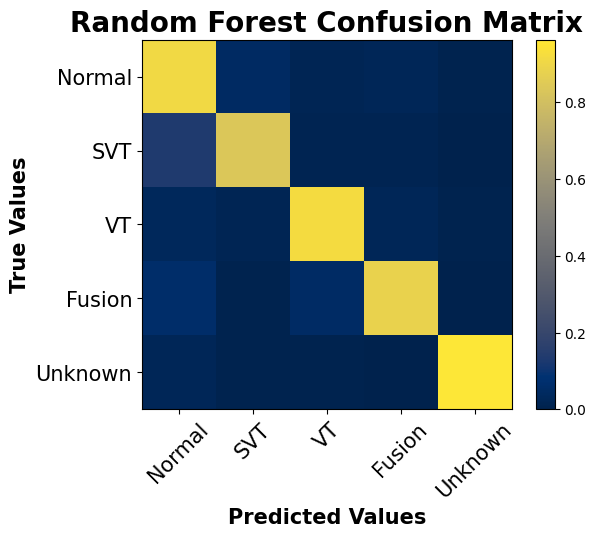 Random Forest Confusion Matrix
True Values
Normal
SVT
VT
Fusion
Unknown
Normal
SVT
VT
Fusion
Unknown
Predicted Values
0.8
0.6
0.4
0.2
0.0